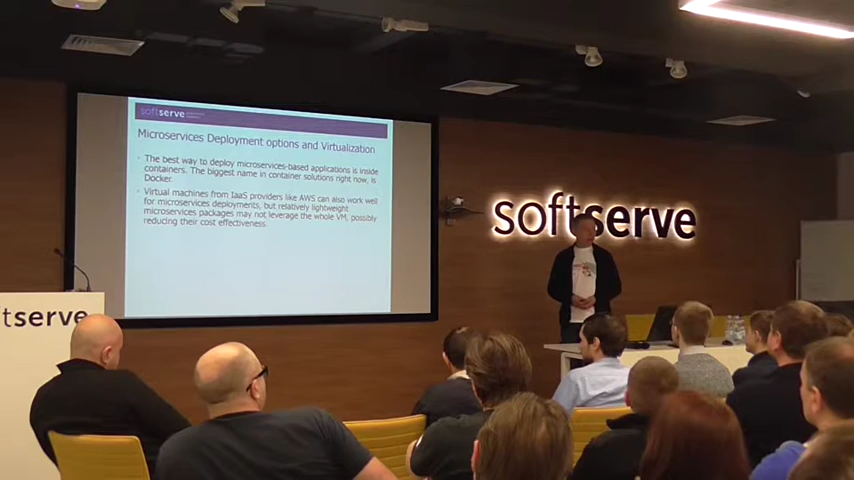 softserve
Microservices Deployment options and Virtualization
The best way to deploy microservices-based applications is inside
containers. The biggest name in container solutions right now, is
Docker
Virtual machines from IaaS providers like AWS can also work well
for microservices deployments, but relatively lightweight
microservices packages may not leverage the whole VM, possibly
reducing their cost effectiveness.
softserve
softserve